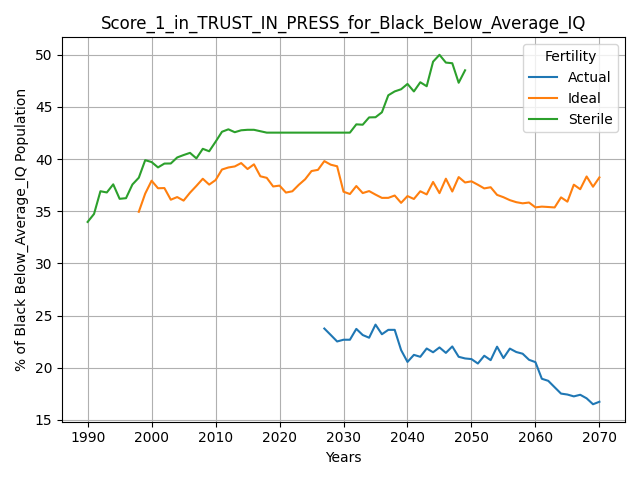 Score_1_in_TRUST_IN_PRESS_for_Black_Below_Average_IQ
% of Black Below_Average_IQ Population
50
45
40
35
30
25
20
15
Fertility
Actual
Ideal
Sterile
1990 2000 2010 2020 2030 2040 2050 2060 2070
Years